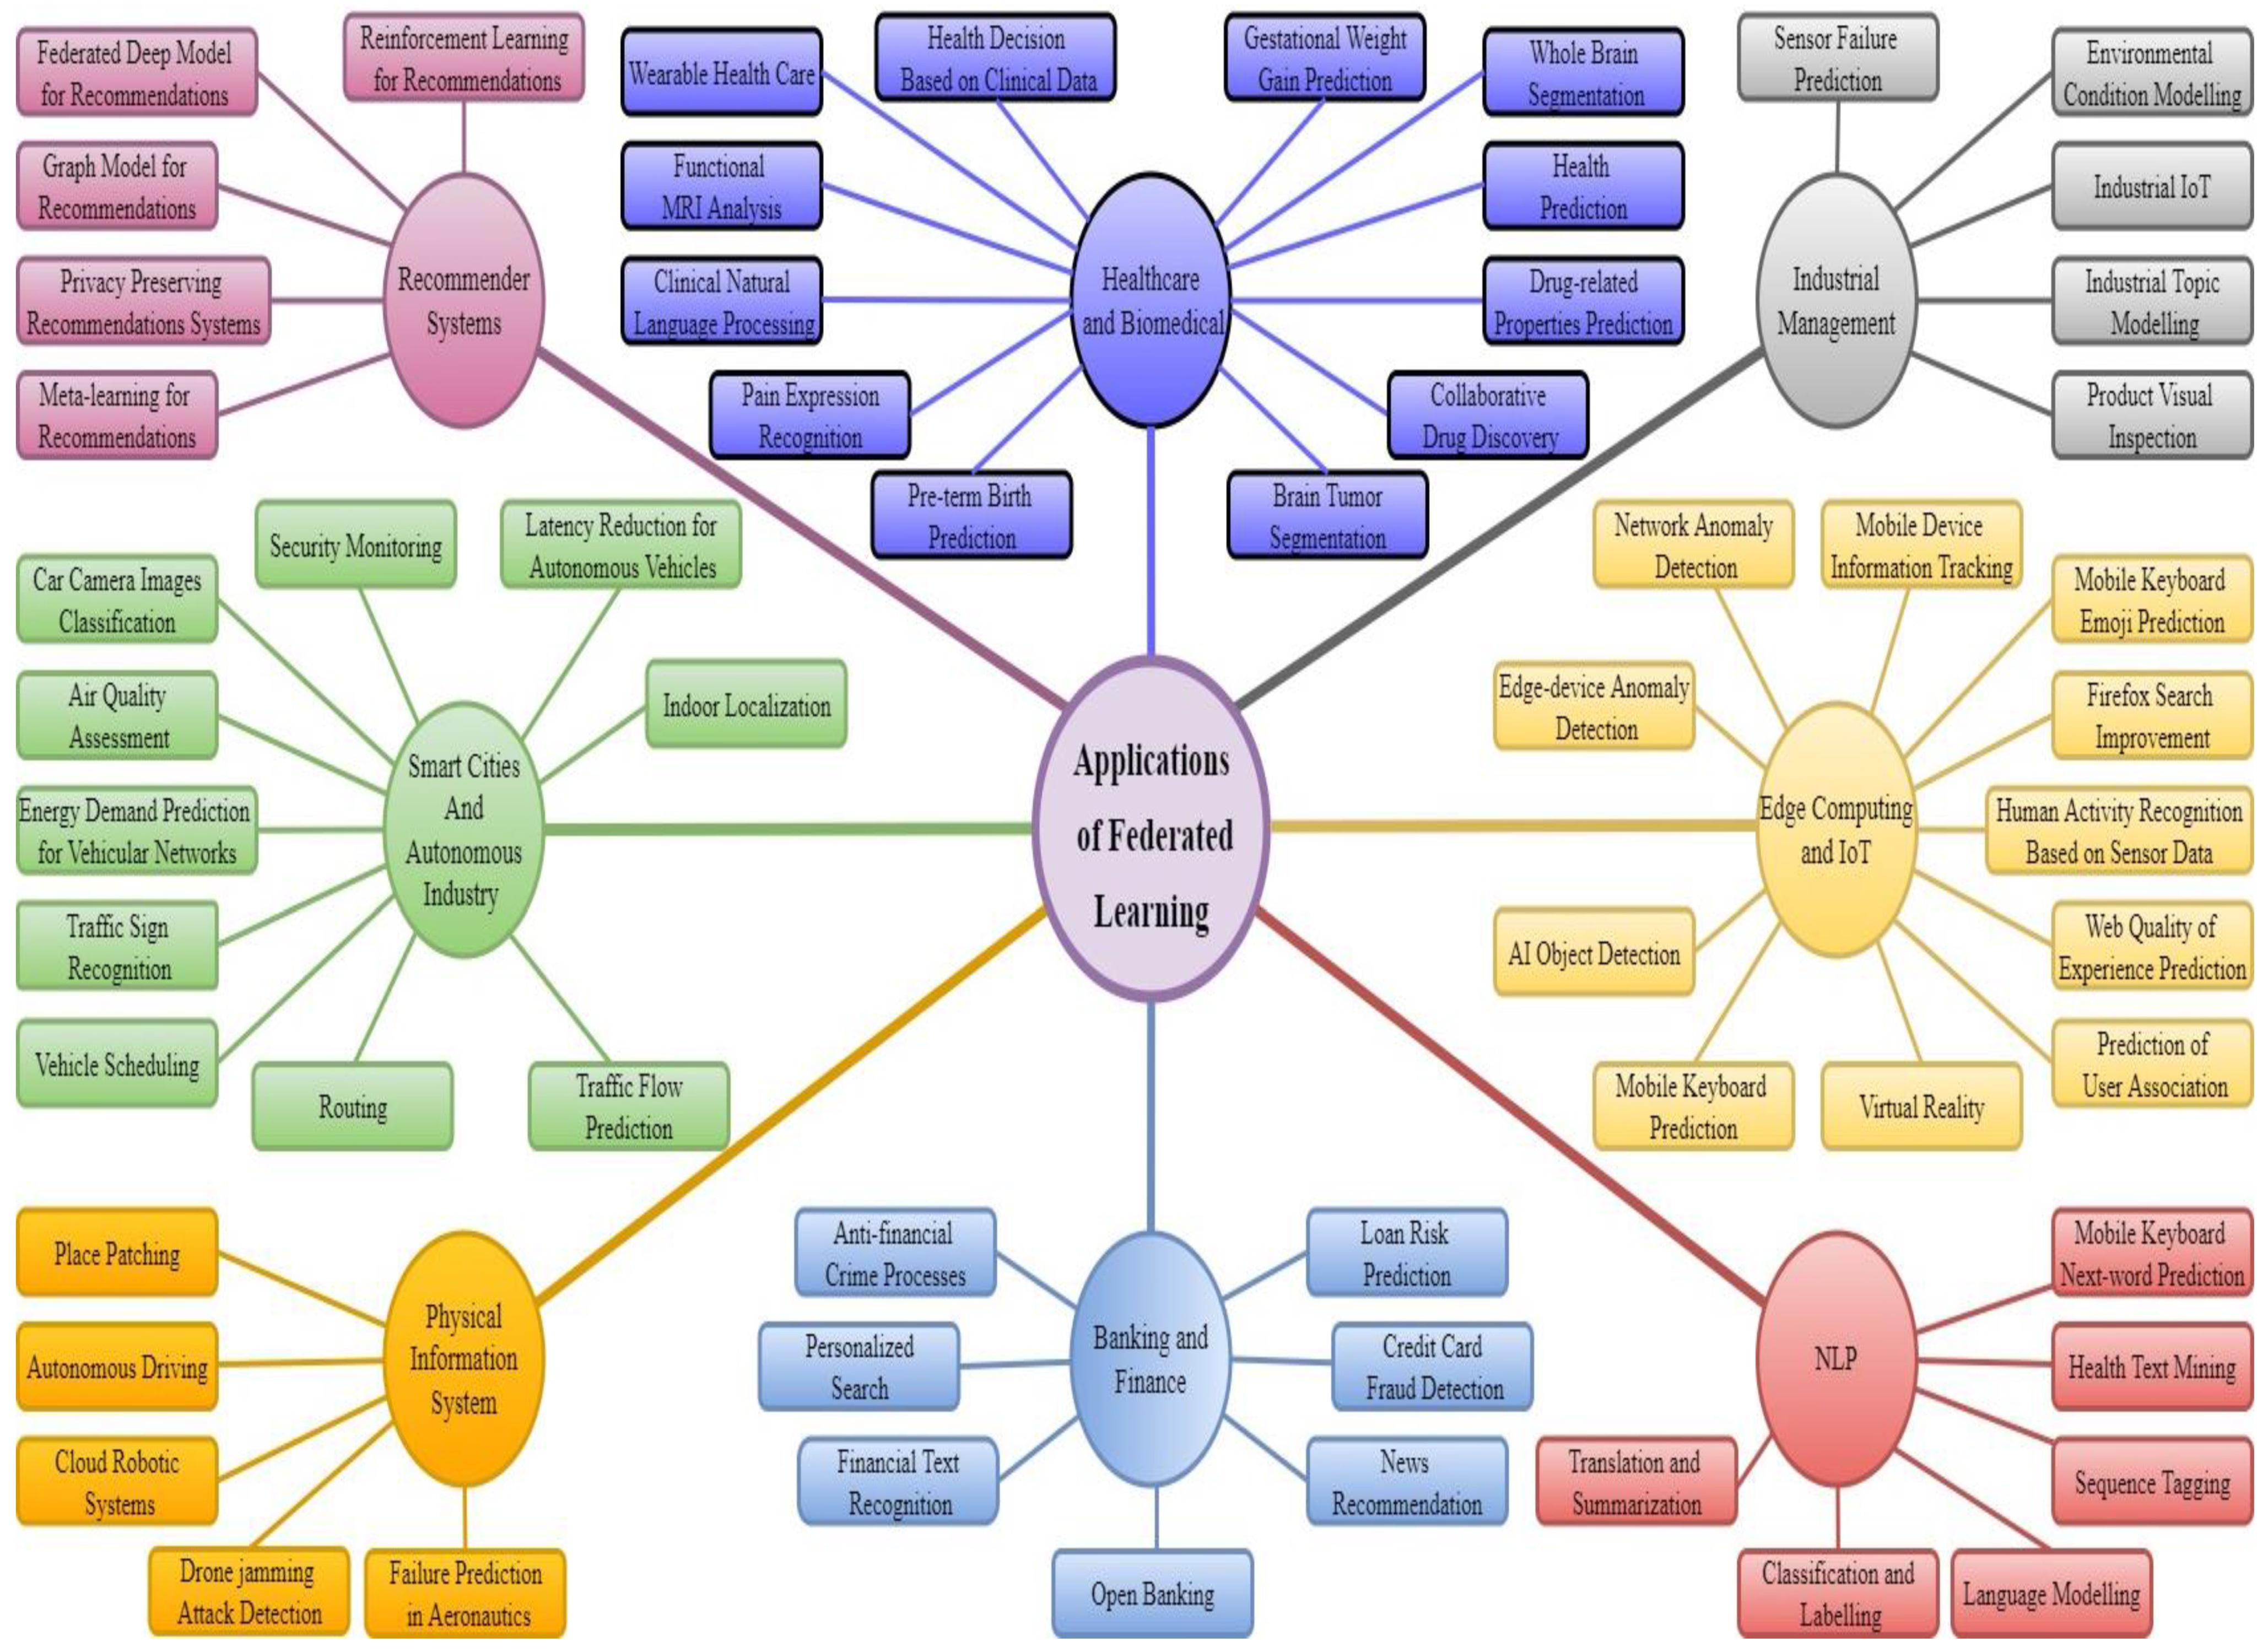 Federated Deep Model
for Recommendations
Reinforcement Learning
for Recommendations
Graph Model for
Recommendations
Privacy Preserving
Recommendations Systems
Meta-learning for
Recommendations
Recommender
Systems
Wearable Health Care
Health Decision
Based on Clinical Data
Gestational Weight
Gain Prediction
Whole Brain
Segmentation
Functional
MRI Analysis
Health
Prediction
Clinical Natural
Language Processing
Healthcare
and Biomedical
Drug-related
Properties Prediction
Pain Expression
Recognition
Collaborative
Drug Discovery
Pre-term Birth
Prediction
Brain Tumor
Segmentation
Sensor Failure
Prediction
Environmental
Condition Modelling
Industrial IoT
Industrial
Management
Industrial Topic
Modelling
Product Visual
Inspection
Security Monitoring
Latency Reduction for
Autonomous Vehicles
Car Camera Images
Classification
Air Quality
Assessment
Indoor Localization
Energy Demand Prediction
for Vehicular Networks
Smart Cities
And
Autonomous
Industry
Traffic Sign
Recognition
Vehicle Scheduling
Routing
Traffic Flow
Prediction
Applications
of Federated
Learning
Network Anomaly
Detection
Mobile Device
Information Tracking
Mobile Keyboard
Emoji Prediction
Edge-device Anomaly
Detection
Firefox Search
Improvement
Edge Computing
and IoT
Human Activity Recognition
Based on Sensor Data
AI Object Detection
Web Quality of
Experience Prediction
Mobile Keyboard
Prediction
Virtual Reality
Prediction of
User Association
Place Patching
Autonomous Driving
Physical
Information
System
Cloud Robotic
Systems
Drone jamming
Attack Detection
Failure Prediction
in Aeronautics
Anti-financial
Crime Processes
Loan Risk
Prediction
Personalized
Search
Banking and
Finance
Credit Card
Fraud Detection
Financial Text
Recognition
News
Recommendation
Open Banking
Mobile Keyboard
Next-word Prediction
NLP
Health Text Mining
Translation and
Summarization
Sequence Tagging
Classification and
Labelling
Language Modelling